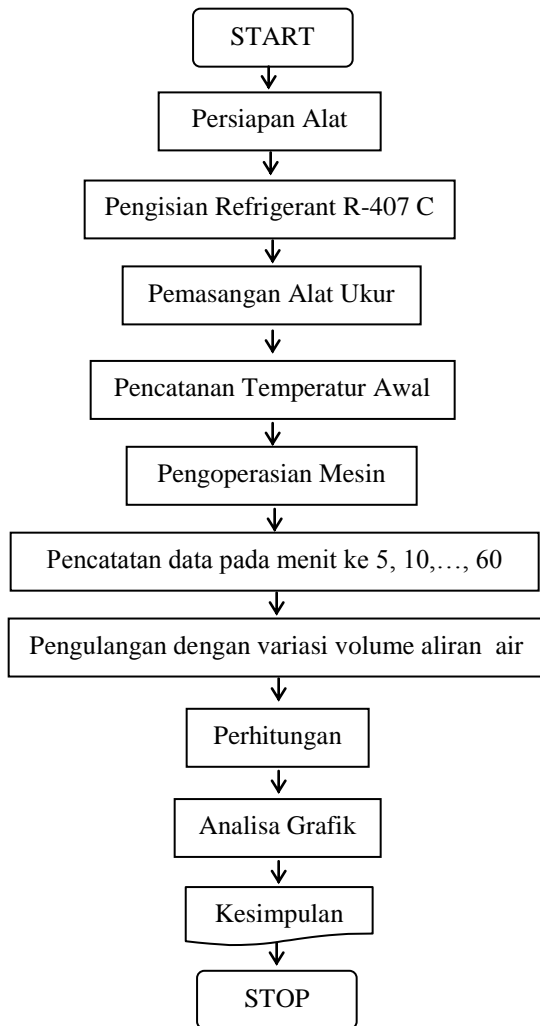 START
Persiapan Alat
Pengisian Refrigerant R-407 C
Pemasangan Alat Ukur
Pencatanan Temperatur Awal
Pengoperasian Mesin
Pencatatan data pada menit ke 5, 10,…, 60
Pengulangan dengan variasi volume aliran air
Perhitungan
Analisa Grafik
Kesimpulan
STOP